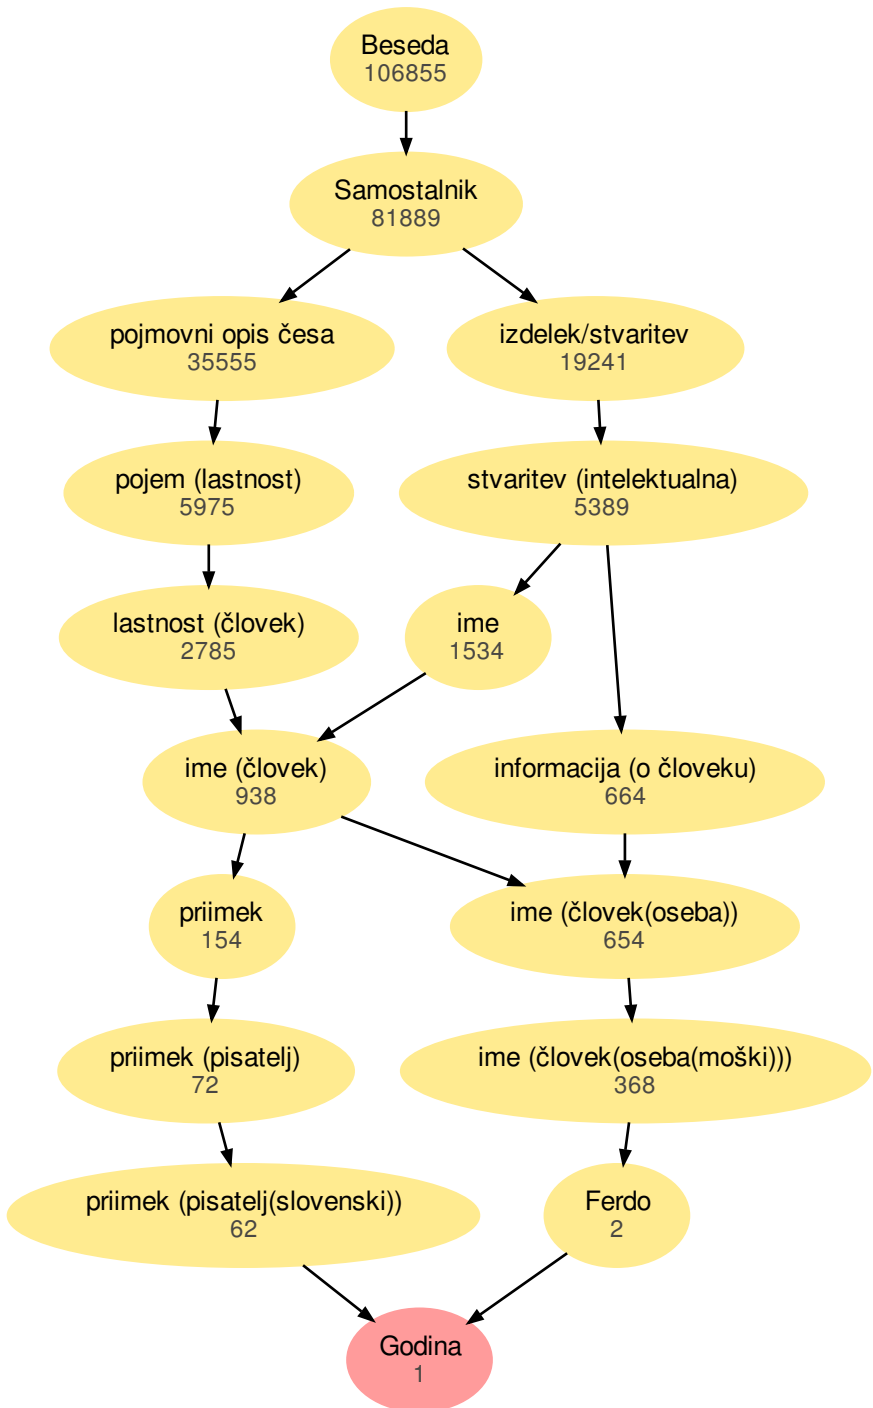 Beseda
106855
Samostalnik
81889
pojmovni opis česa
35555
izdelek/stvaritev
19241
pojem (lastnost)
5975
stvaritev (intelektualna)
5389
lastnost (človek)
2785
ime
1534
ime (človek)
938
informacija (o človeku)
664
priimek
154
ime (človek(oseba))
654
priimek (pisatelj)
72
ime (človek(oseba(moški)))
368
priimek (pisatelj(slovenski))
62
Ferdo
2
Godina
1